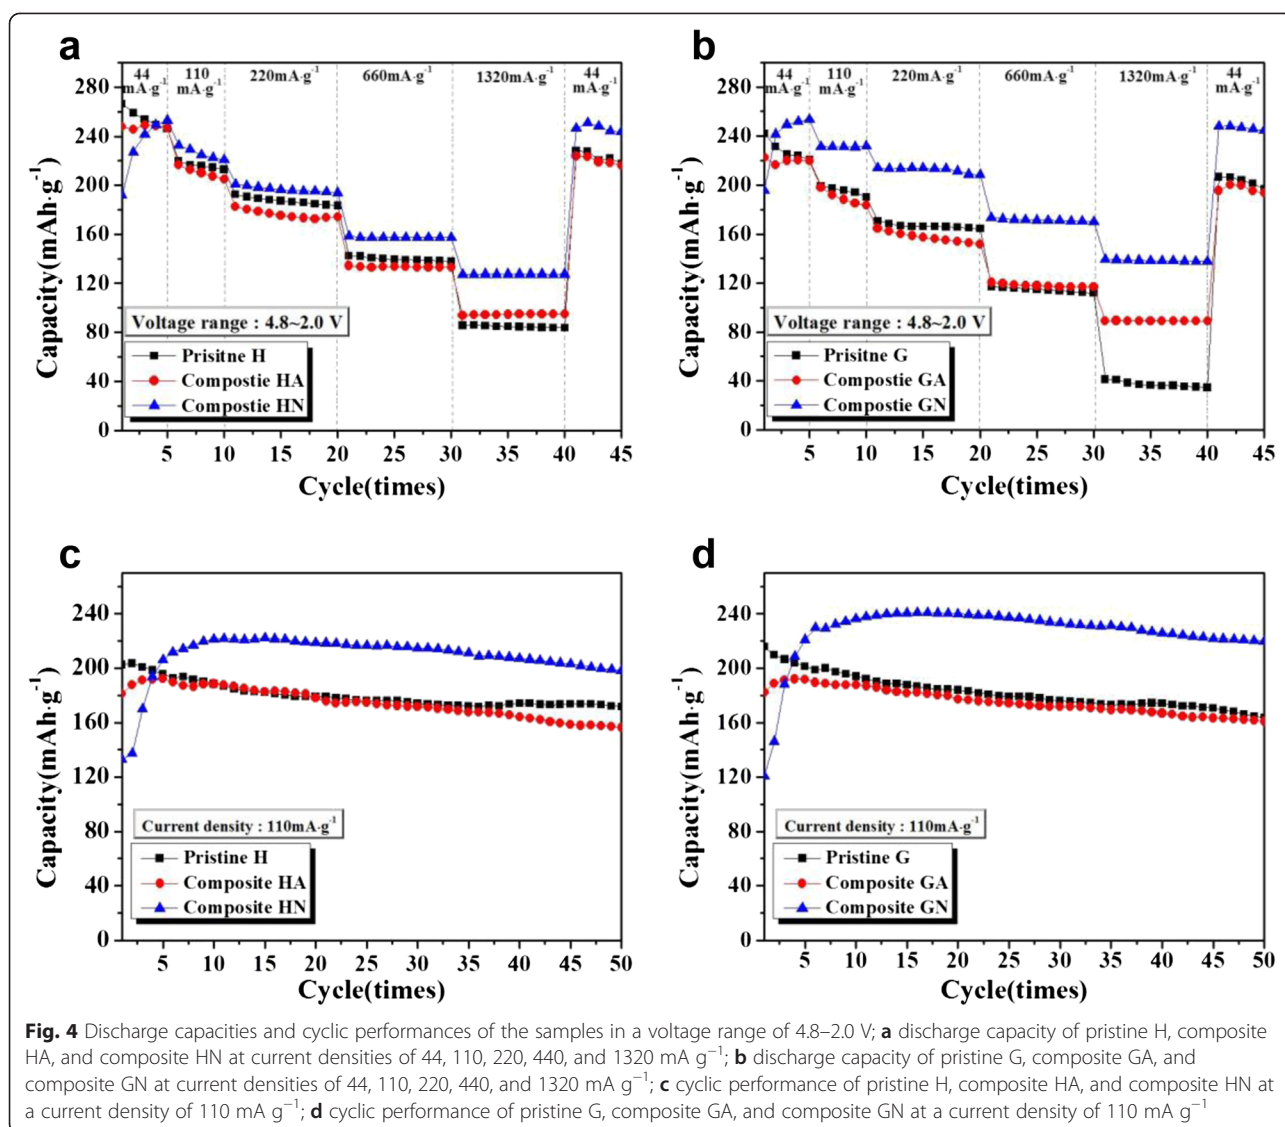 a
44
mA·g⁻¹
110
mA·g⁻¹
220mA·g⁻¹
660mA·g⁻¹
1320mA·g⁻¹
44
mA·g⁻¹
280
240
200
160
120
80
40
0
Capacity(mAh·g⁻¹)
Voltage range : 4.8~2.0 V
Prisitne H
Compostie HA
Compostie HN
5 10 15 20 25 30 35 40 45
Cycle(times)
b
44
mA·g⁻¹
110
mA·g⁻¹
220mA·g⁻¹
660mA·g⁻¹
1320mA·g⁻¹
44
mA·g⁻¹
280
240
200
160
120
80
40
0
Capacity(mAh·g⁻¹)
Voltage range : 4.8~2.0 V
Prisitne G
Compostie GA
Compostie GN
5 10 15 20 25 30 35 40 45
Cycle(times)
c
240
200
160
120
80
40
0
Capacity(mAh·g⁻¹)
Current density : 110mA·g⁻¹
Pristine H
Composite HA
Composite HN
5 10 15 20 25 30 35 40 45 50
Cycle(times)
d
240
200
160
120
80
40
0
Capacity(mAh·g⁻¹)
Current density : 110mA·g⁻¹
Pristine G
Composite GA
Composite GN
5 10 15 20 25 30 35 40 45 50
Cycle(times)
Fig. 4 Discharge capacities and cyclic performances of the samples in a voltage range of 4.8–2.0 V; a discharge capacity of pristine H, composite
HA, and composite HN at current densities of 44, 110, 220, 440, and 1320 mA g⁻¹; b discharge capacity of pristine G, composite GA, and
composite GN at current densities of 44, 110, 220, 440, and 1320 mA g⁻¹; c cyclic performance of pristine H, composite HA, and composite HN at
a current density of 110 mA g⁻¹; d cyclic performance of pristine G, composite GA, and composite GN at a current density of 110 mA g⁻¹